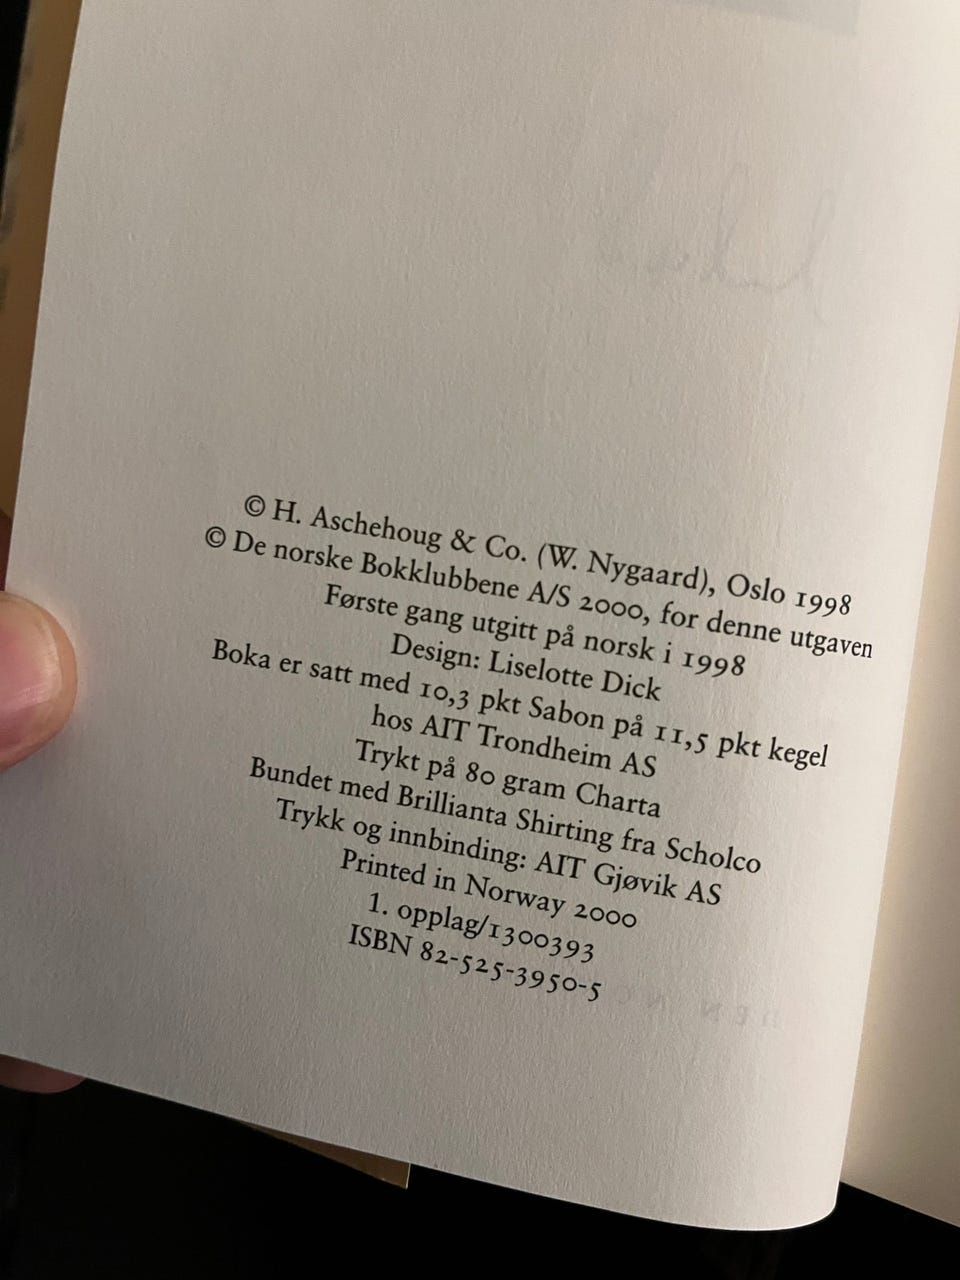 © H. Aschehoug & Co. (W. Nygaard), Oslo 1998
© De norske Bokklubbene A/S 2000, for denne utgaven
Første gang utgitt på norsk i 1998
Design: Liselotte Dick
Boka er satt med 10,3 pkt Sabon på 11,5 pkt kegel
hos AIT Trondheim AS
Trykt på 80 gram Charta
Bundet med Brillianta Shirting fra Scholco
Trykk og innbinding: AIT Gjøvik AS
Printed in Norway 2000
1. opplag/1300393
ISBN 82-525-3950-5